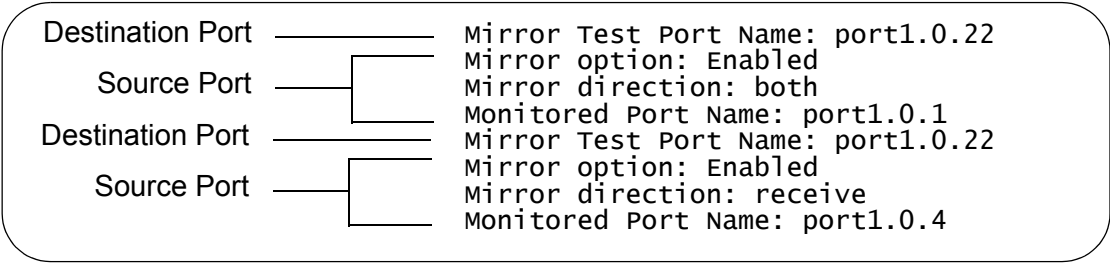 Destination Port Mirror Test Port Name: port1.0.22
Mirror option: Enabled
Source Port Mirror direction: both
Monitored Port Name: port1.0.1
Destination Port Mirror Test Port Name: port1.0.22
Mirror option: Enabled
Source Port Mirror direction: receive
Monitored Port Name: port1.0.4